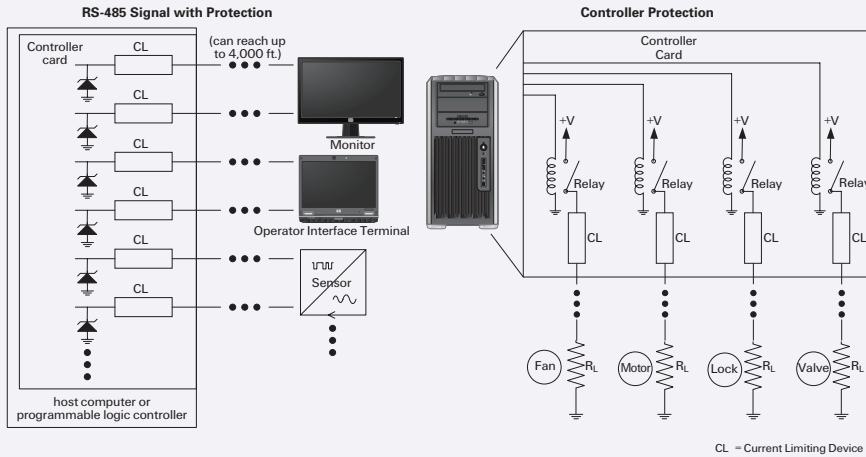 RS-485 Signal with Protection
Controller
card
CL
(can reach up
to 4,000 ft.)
CL
CL
CL
CL
CL
Monitor
Operator Interface Terminal
Sensor
host computer or
programmable logic controller
Controller Protection
Controller
Card
+V
+V
+V
+V
Relay
Relay
Relay
Relay
CL
CL
CL
CL
Fan
RL
Motor
RL
Lock
RL
Valve
RL
CL = Current Limiting Device